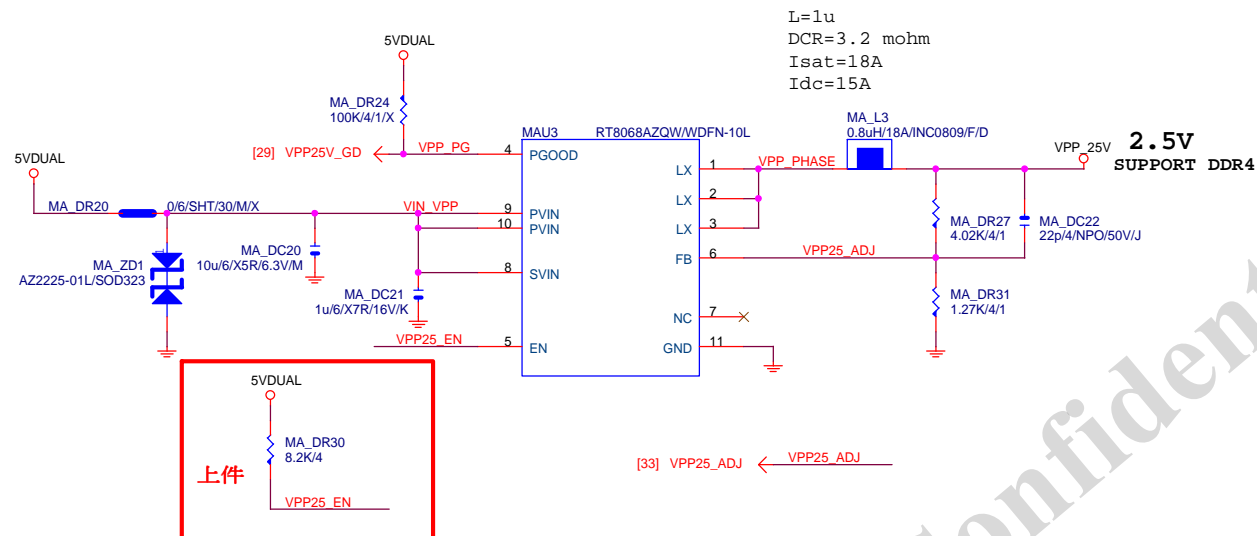 L=1u
DCR=3.2 mohm
Isat=18A
Idc=15A
5VDUAL
MA_DR24
100K/4/1/X
[29] VPP25V_GD
VPP_PG
5VDUAL
MA_DR20
0/6/SHT/30/M/X
VIN_VPP
MA_ZD1
AZ2225-01L/SOD323
1
MA_DC20
10u/6/X5R/6.3V/M
MA_DC21
1u/6/X7R/16V/K
VPP25_EN
MAU3
RT8068AZQW/WDFN-10L
4 PGOOD
9 PVIN
10 PVIN
8 SVIN
5 EN
LX 1
LX 2
LX 3
FB 6
NC 7
GND 11
VPP_PHASE
MA_L3
0.8uH/18A/INC0809/F/D
VPP_25V
2.5V
SUPPORT DDR4
MA_DR27
4.02K/4/1
MA_DC22
22p/4/NPO/50V/J
VPP25_ADJ
MA_DR31
1.27K/4/1
5VDUAL
MA_DR30
8.2K/4
上件
VPP25_EN
[33] VPP25_ADJ
VPP25_ADJ
Confident